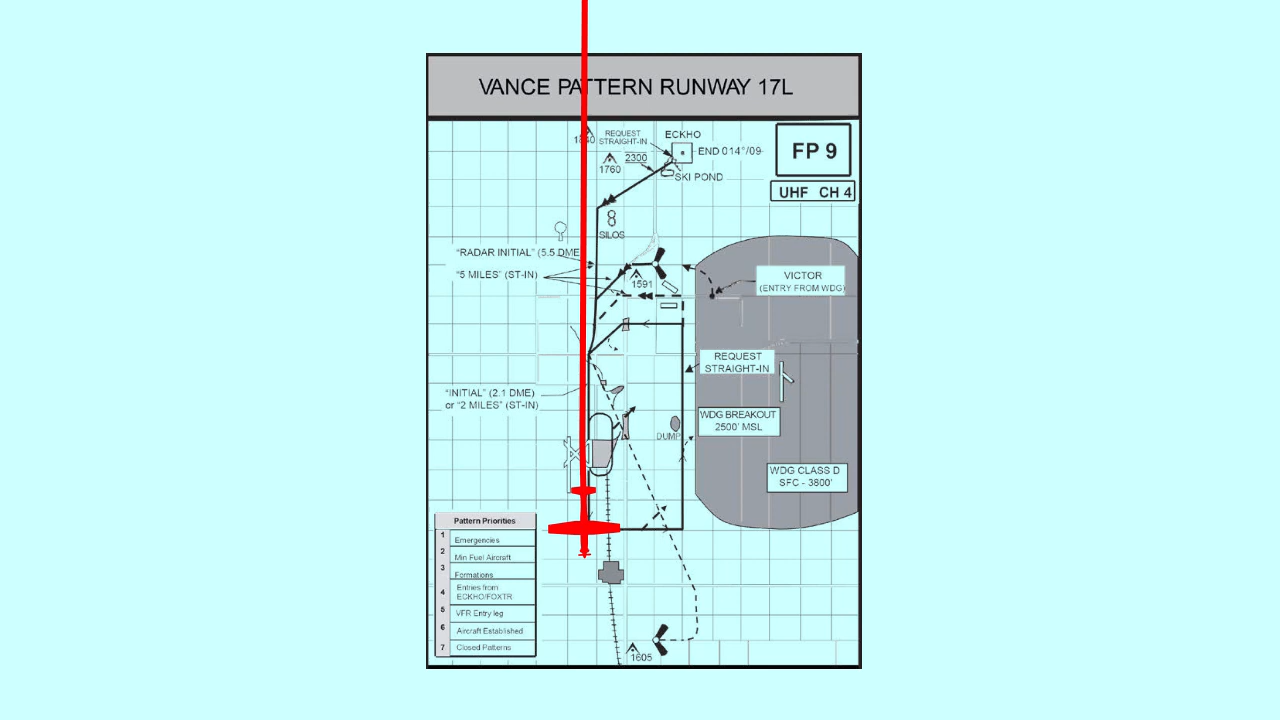 VANCE PATTERN RUNWAY 17L
REQUEST
STRAIGHT-IN
ECKHO
END 014°/09
FP 9
1760
2300
SKI POND
UHF CH 4
8
SILOS
"RADAR INITIAL" (5.5 DME
"5 MILES" (ST-IN)
1591
VICTOR
(ENTRY FROM WDG)
REQUEST
STRAIGHT-IN
"INITIAL" (2.1 DME)
or "2 MILES" (ST-IN)
WDG BREAKOUT
2500' MSL
DUMP
WDG CLASS D
SFC - 3800'
Pattern Priorities
1 Emergencies
2 Min Fuel Aircraft
3 Formations
4 Entries from
ECKHO/FOXTR
5 VFR Entry leg
6 Aircraft Established
7 Closed Patterns
1605